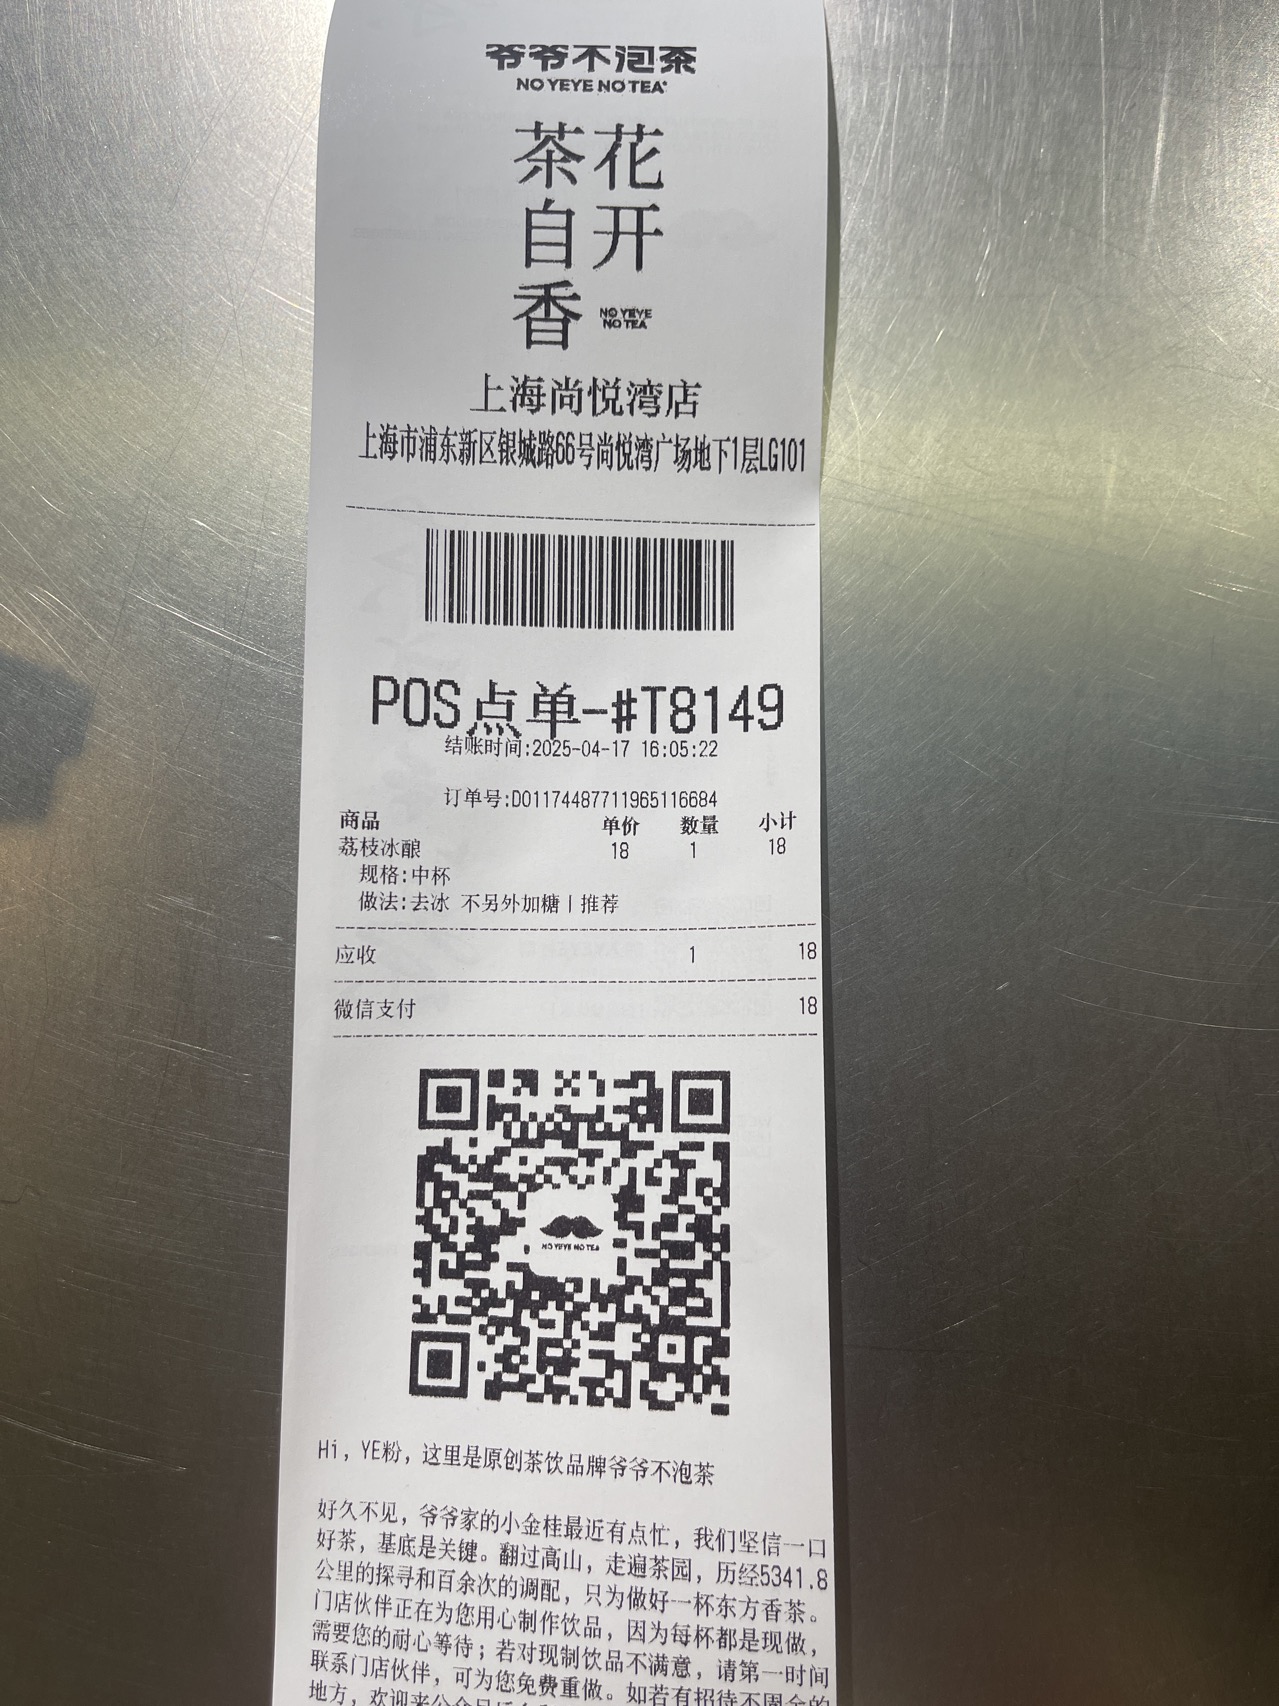 爷爷不泡茶
NO YEYE NO TEA
茶花
自开
香
NO YEYE
NO TEA
上海尚悦湾店
上海市浦东新区银城路66号尚悦湾广场地下1层LG101
POS点单-#T8149
结账时间:2025-04-17 16:05:22
订单号:D01174487711965116684
商品 单价 数量 小计
荔枝冰酿 18 1 18
规格:中杯
做法:去冰 不另外加糖|推荐
应收 1 18
微信支付 18
NO YEYE NO TEA
Hi, YE粉, 这里是原创茶饮品牌爷爷不泡茶
好久不见, 爷爷家的小金桂最近有点忙, 我们坚信一口
好茶, 基底是关键。翻过高山, 走遍茶园, 历经5341.8
公里的探寻和百余次的调配, 只为做好一杯东方香茶。
门店伙伴正在为您用心制作饮品, 因为每杯都是现做,
需要您的耐心等待; 若对现制饮品不满意, 请第一时间
联系门店伙伴, 可为您免费重做。如若有招待不周全的
地方, 欢迎来公众号